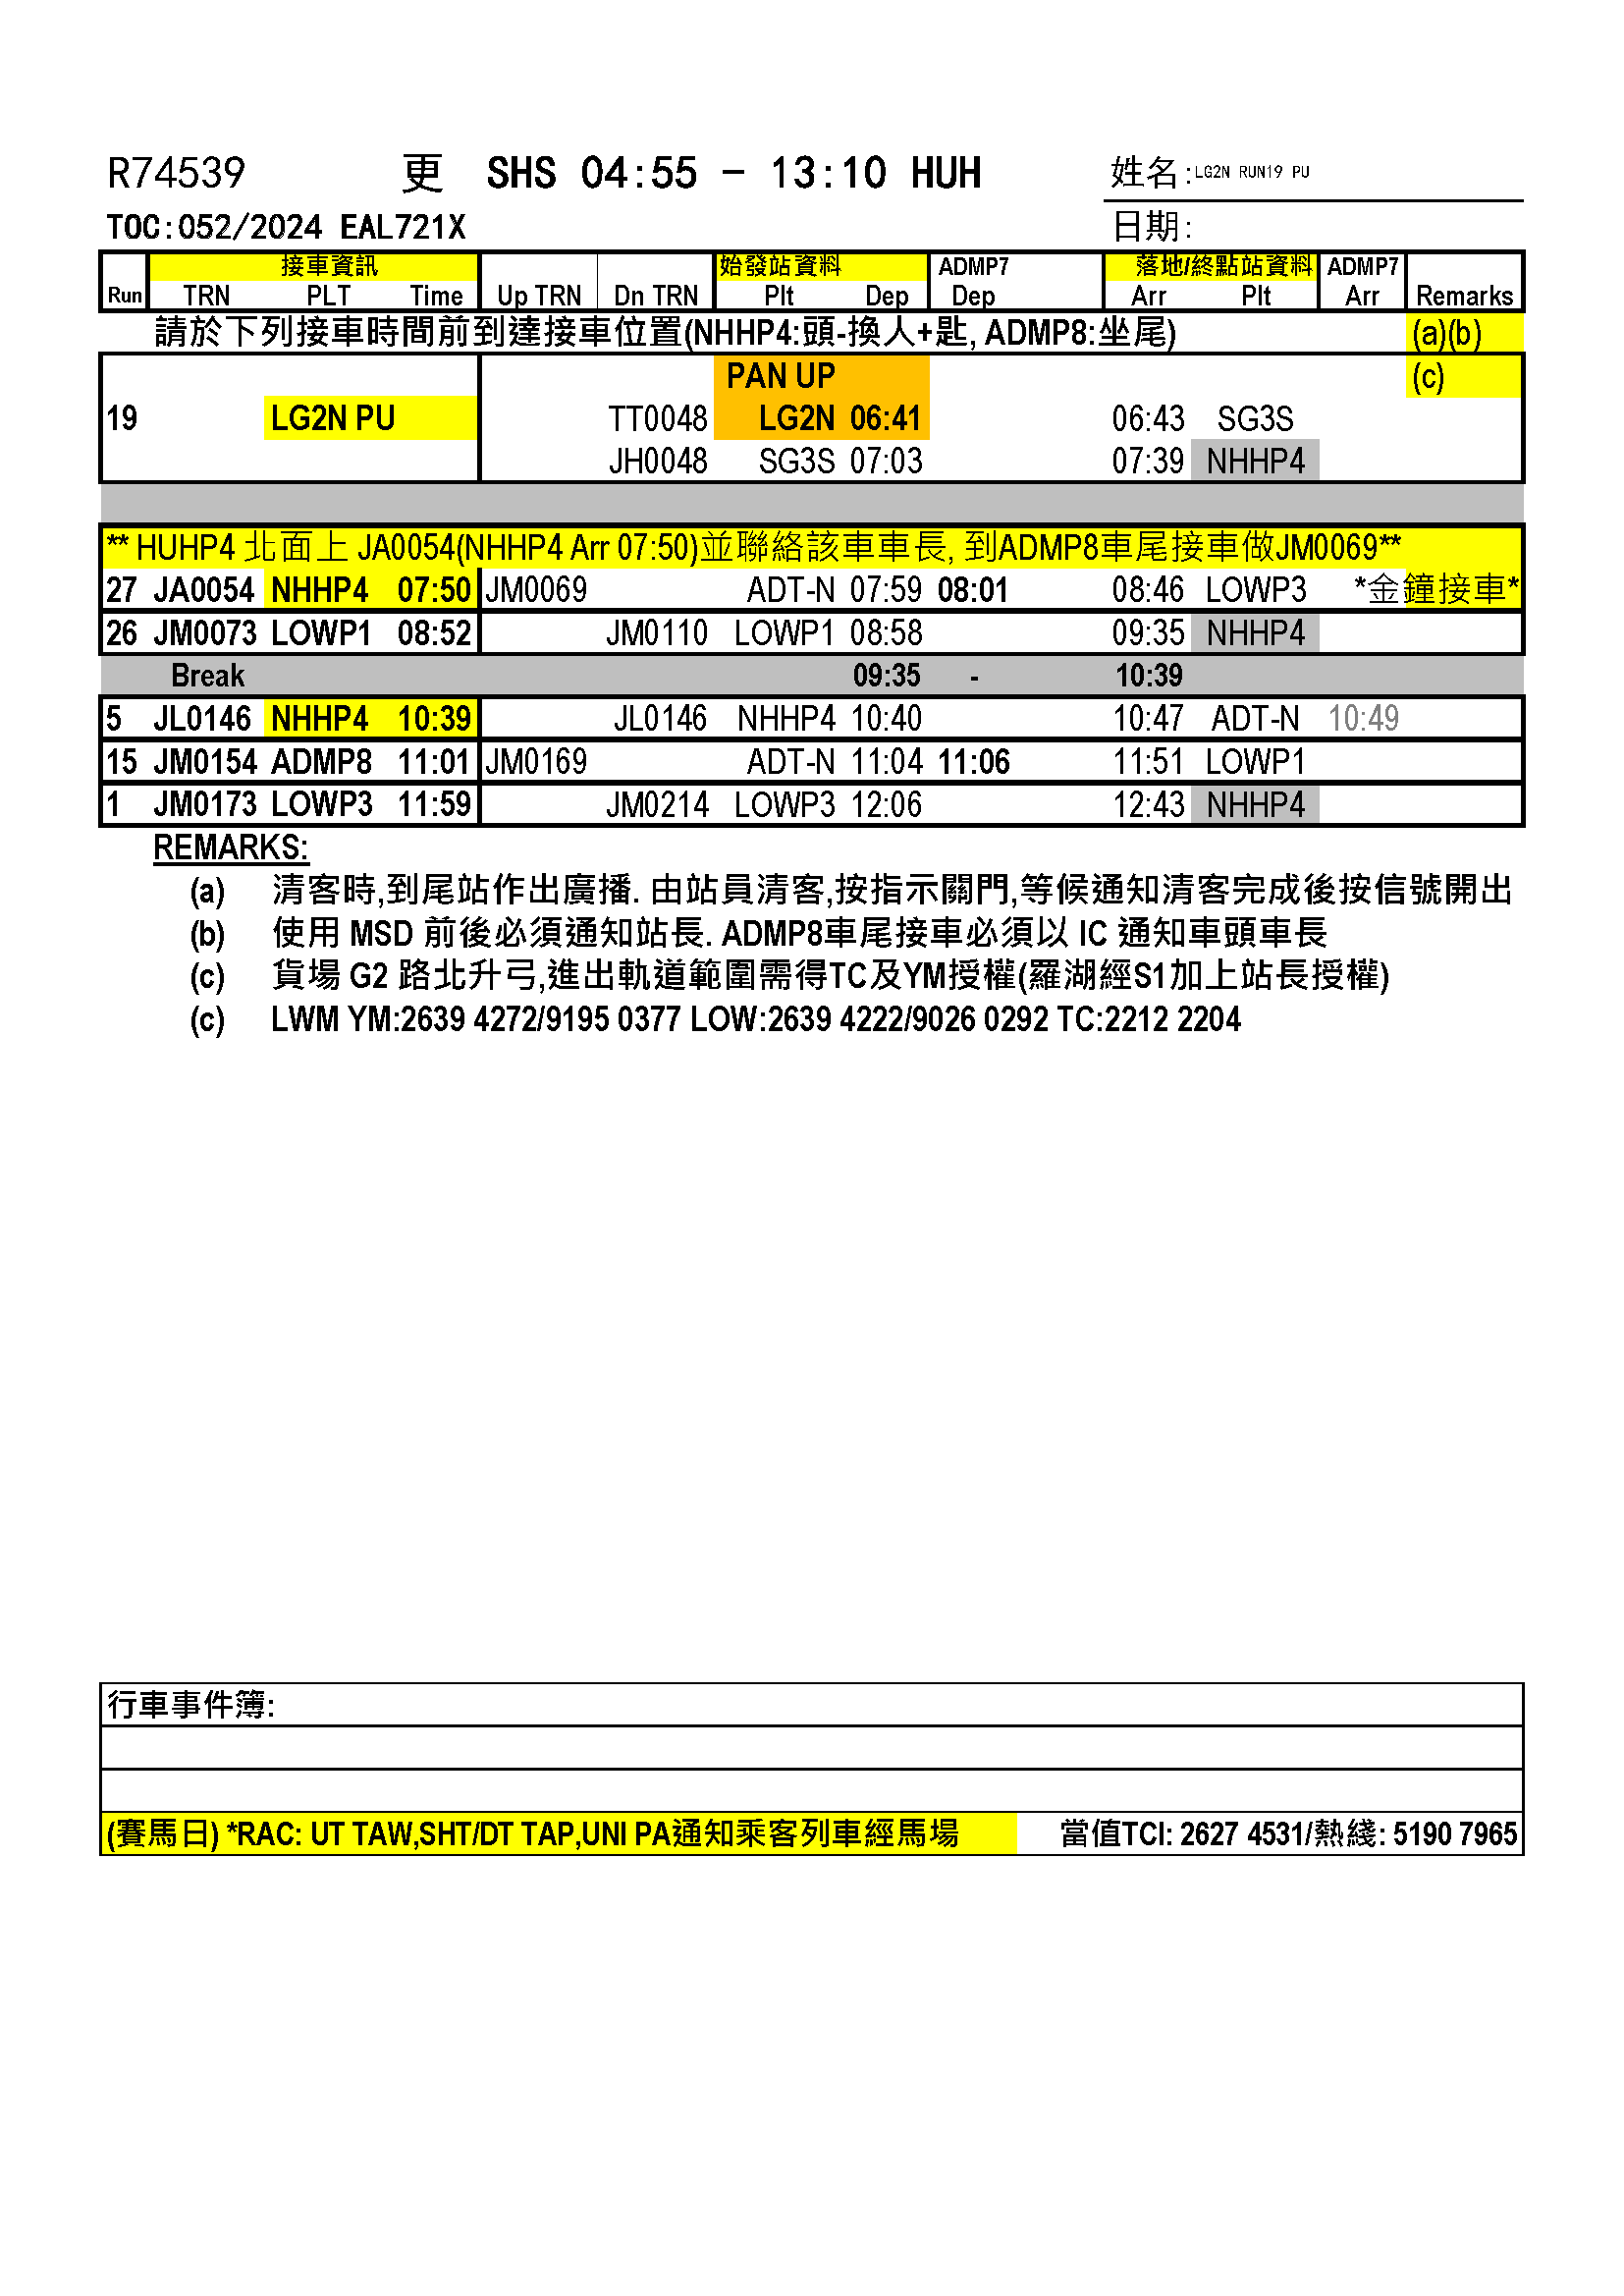 R74539 更 SHS 04:55 - 13:10 HUH 姓名:LG2N RUN19 PU
TOC:052/2024 EAL721X 日期:
接車資訊 始發站資料 ADMP7 落地/終點站資料 ADMP7
Run TRN PLT Time Up TRN Dn TRN Plt Dep Dep Arr Plt Arr Remarks
請於下列接車時間前到達接車位置(NHHP4:頭-換人+匙, ADMP8:坐尾) (a)(b)
PAN UP (c)
19 LG2N PU TT0048 LG2N 06:41 06:43 SG3S
JH0048 SG3S 07:03 07:39 NHHP4
** HUHP4 北面上 JA0054(NHHP4 Arr 07:50)並聯絡該車車長, 到ADMP8車尾接車做JM0069**
27 JA0054 NHHP4 07:50 JM0069 ADT-N 07:59 08:01 08:46 LOWP3 *金鐘接車*
26 JM0073 LOWP1 08:52 JM0110 LOWP1 08:58 09:35 NHHP4
Break 09:35 - 10:39
5 JL0146 NHHP4 10:39 JL0146 NHHP4 10:40 10:47 ADT-N 10:49
15 JM0154 ADMP8 11:01 JM0169 ADT-N 11:04 11:06 11:51 LOWP1
1 JM0173 LOWP3 11:59 JM0214 LOWP3 12:06 12:43 NHHP4
REMARKS:
(a) 清客時,到尾站作出廣播. 由站員清客,按指示關門,等候通知清客完成後按信號開出
(b) 使用 MSD 前後必須通知站長. ADMP8車尾接車必須以 IC 通知車頭車長
(c) 貨場 G2 路北升弓,進出軌道範圍需得TC及YM授權(羅湖經S1加上站長授權)
(c) LWM YM:2639 4272/9195 0377 LOW:2639 4222/9026 0292 TC:2212 2204
行車事件簿:
(賽馬日) *RAC: UT TAW,SHT/DT TAP,UNI PA通知乘客列車經馬場 當值TCI: 2627 4531/熱綫: 5190 7965